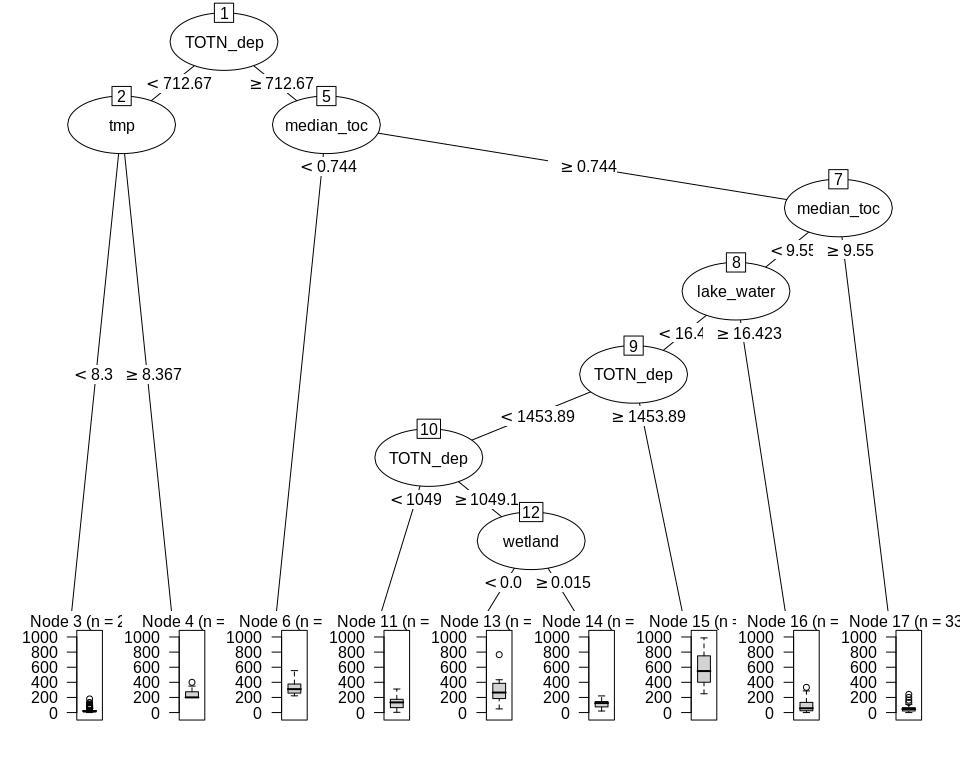 1
TOTN_dep
< 712.67 ≥ 712.67
2 5
tmp median_toc
< 0.744 ≥ 0.744
7
median_toc
< 9.55 ≥ 9.55
8
lake_water
< 16.4 ≥ 16.423
9
TOTN_dep
< 8.3 ≥ 8.367
< 1453.89 ≥ 1453.89
10
TOTN_dep
< 1049 ≥ 1049.1
12
wetland
< 0.0 ≥ 0.015
Node 3 (n = 2 Node 4 (n = Node 6 (n = Node 11 (n = Node 13 (n = Node 14 (n = Node 15 (n = Node 16 (n = Node 17 (n = 33
1000 1000 1000 1000 1000 1000 1000 1000 1000
800 800 800 800 800 800 800 800 800
600 600 600 600 600 600 600 600 600
400 400 400 400 400 400 400 400 400
200 200 200 200 200 200 200 200 200
0 0 0 0 0 0 0 0 0